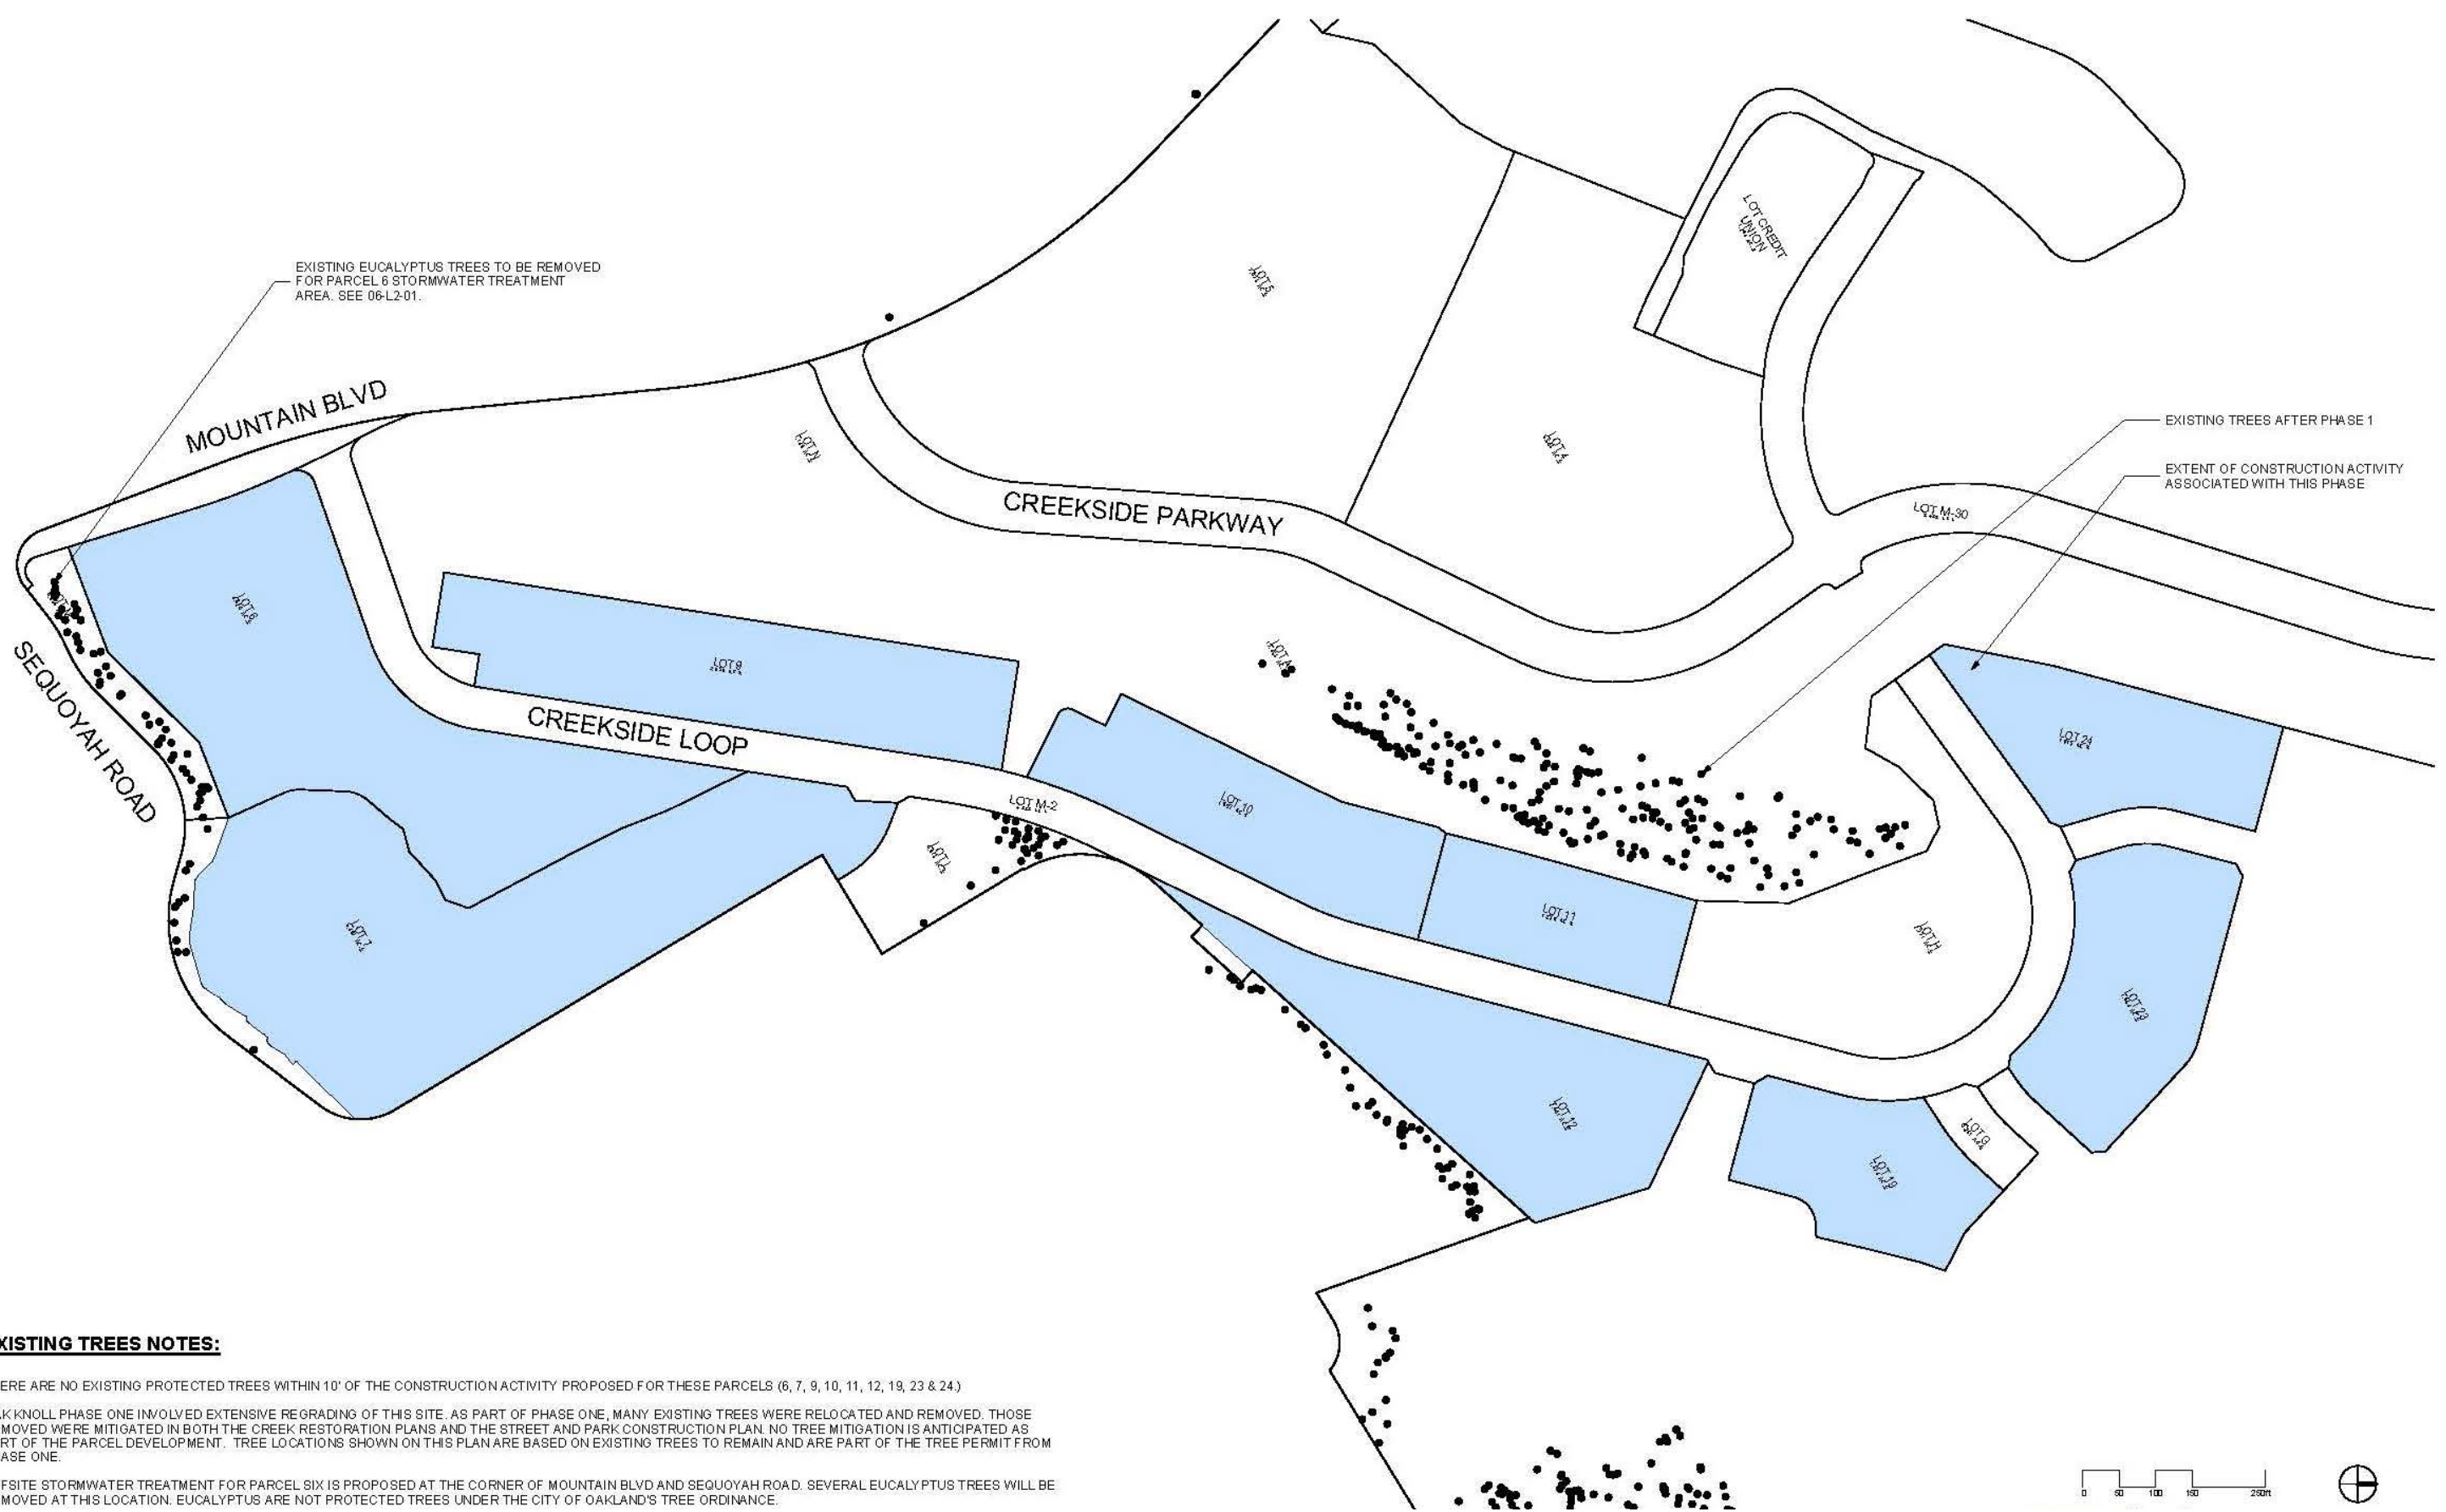 EXISTING EUCALYPTUS TREES TO BE REMOVED
FOR PARCEL 6 STORMWATER TREATMENT
AREA. SEE 06-L2-01.
LOT CREDIT
UNION
LOT 5
LOT 4
MOUNTAIN BLVD
LOT N
CREEKSIDE PARKWAY
EXISTING TREES AFTER PHASE 1
EXTENT OF CONSTRUCTION ACTIVITY
ASSOCIATED WITH THIS PHASE
LOT M-30
LOT 6
LOT 9
LOT A
SEQUOYAH ROAD
CREEKSIDE LOOP
LOT 24
LOT M-2
LOT 10
LOT 11
LOT 7
LOT H
LOT 23
LOT 12
LOT 19
XISTING TREES NOTES:
ERE ARE NO EXISTING PROTECTED TREES WITHIN 10' OF THE CONSTRUCTION ACTIVITY PROPOSED FOR THESE PARCELS (6, 7, 9, 10, 11, 12, 19, 23 & 24.)
K KNOLL PHASE ONE INVOLVED EXTENSIVE REGRADING OF THIS SITE. AS PART OF PHASE ONE, MANY EXISTING TREES WERE RELOCATED AND REMOVED. THOSE
MOVED WERE MITIGATED IN BOTH THE CREEK RESTORATION PLANS AND THE STREET AND PARK CONSTRUCTION PLAN. NO TREE MITIGATION IS ANTICIPATED AS
RT OF THE PARCEL DEVELOPMENT. TREE LOCATIONS SHOWN ON THIS PLAN ARE BASED ON EXISTING TREES TO REMAIN AND ARE PART OF THE TREE PERMIT FROM
ASE ONE.
FSITE STORMWATER TREATMENT FOR PARCEL SIX IS PROPOSED AT THE CORNER OF MOUNTAIN BLVD AND SEQUOYAH ROAD. SEVERAL EUCALYPTUS TREES WILL BE
MOVED AT THIS LOCATION. EUCALYPTUS ARE NOT PROTECTED TREES UNDER THE CITY OF OAKLAND'S TREE ORDINANCE.
0 50 100 150 250ft